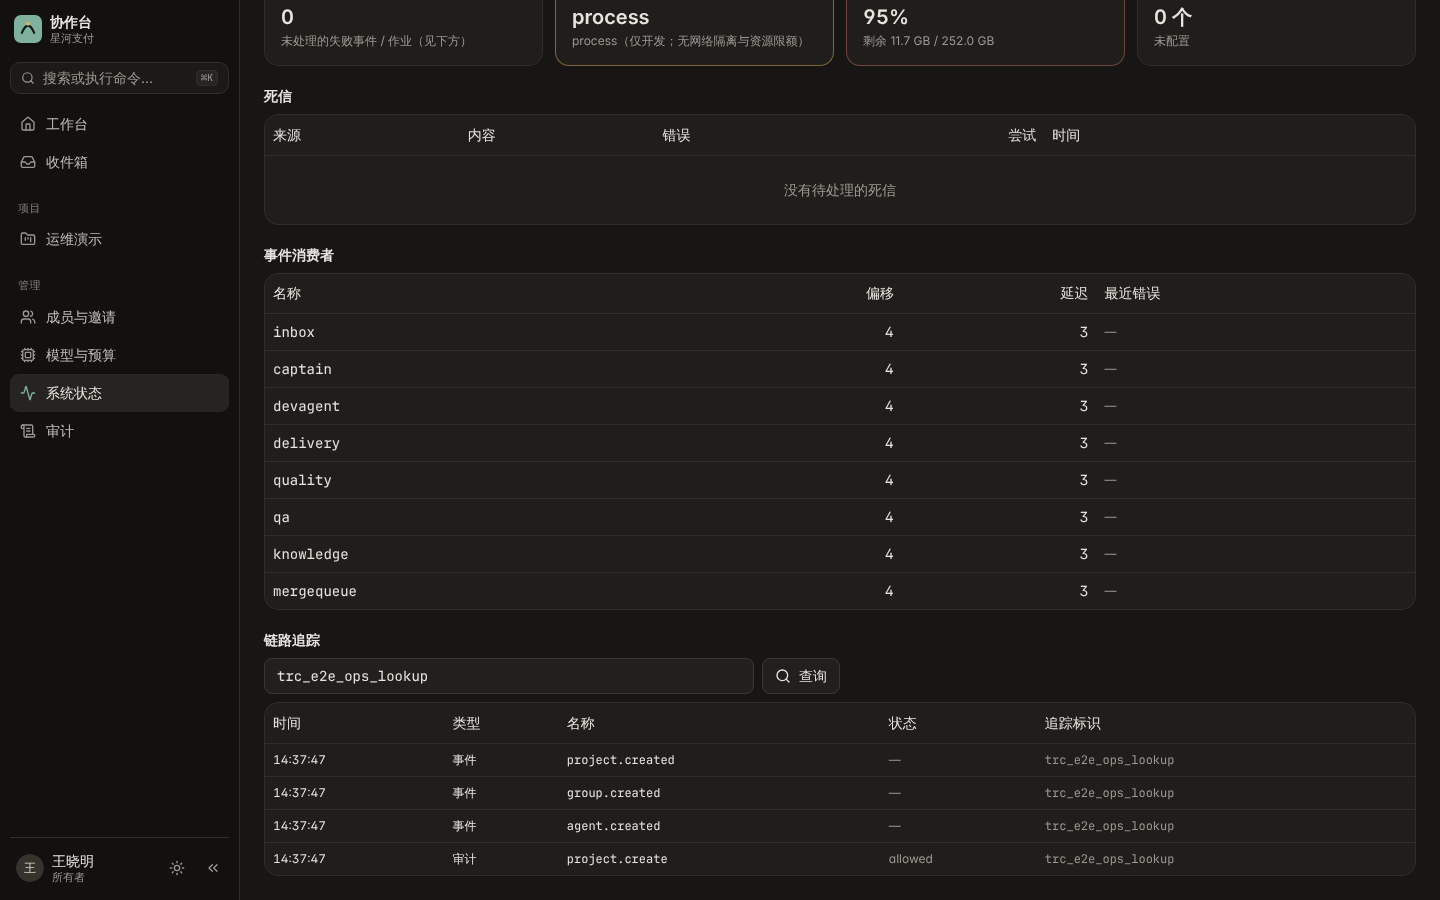 协作台
星河支付
搜索或执行命令... ⌘K
工作台
收件箱
项目
运维演示
管理
成员与邀请
模型与预算
系统状态
审计
王 王晓明
所有者
0 process 95% 0 个
未处理的失败事件 / 作业（见下方） process（仅开发；无网络隔离与资源限额） 剩余 11.7 GB / 252.0 GB 未配置
死信
来源 内容 错误 尝试 时间
没有待处理的死信
事件消费者
名称 偏移 延迟 最近错误
inbox 4 3 —
captain 4 3 —
devagent 4 3 —
delivery 4 3 —
quality 4 3 —
qa 4 3 —
knowledge 4 3 —
mergequeue 4 3 —
链路追踪
trc_e2e_ops_lookup 查询
时间 类型 名称 状态 追踪标识
14:37:47 事件 project.created — trc_e2e_ops_lookup
14:37:47 事件 group.created — trc_e2e_ops_lookup
14:37:47 事件 agent.created — trc_e2e_ops_lookup
14:37:47 审计 project.create allowed trc_e2e_ops_lookup